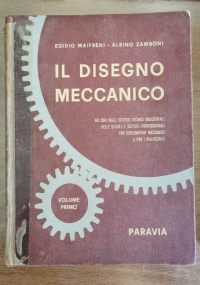 EGIDIO MAIFRENI - ALBINO ZAMBONI
IL DISEGNO
MECCANICO
AD USO DEGLI ISTITUTI TECNICI INDUSTRIALI
DELLE SCUOLE E ISTITUTI PROFESSIONALI
PER DISEGNATORI MECCANICI
E PER I POLITECNICI
VOLUME
PRIMO
PARAVIA